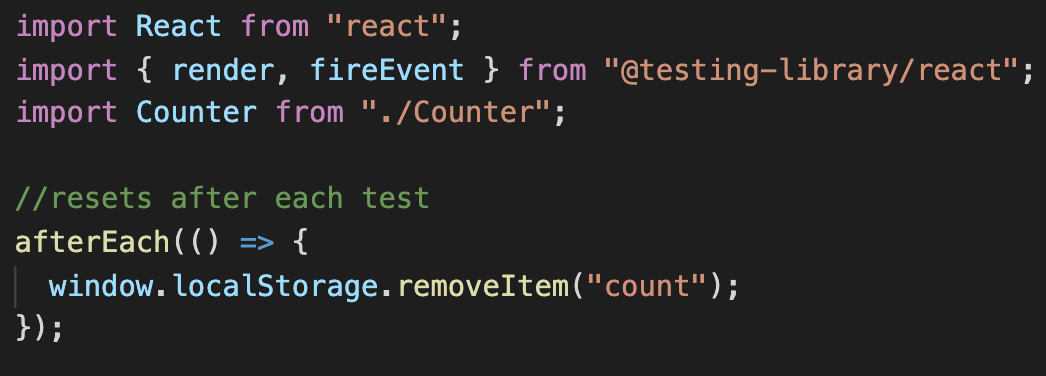 import React from "react";
import { render, fireEvent } from "@testing-library/react";
import Counter from "./Counter";
//resets after each test
afterEach(() => {
  window.localStorage.removeItem("count");
});